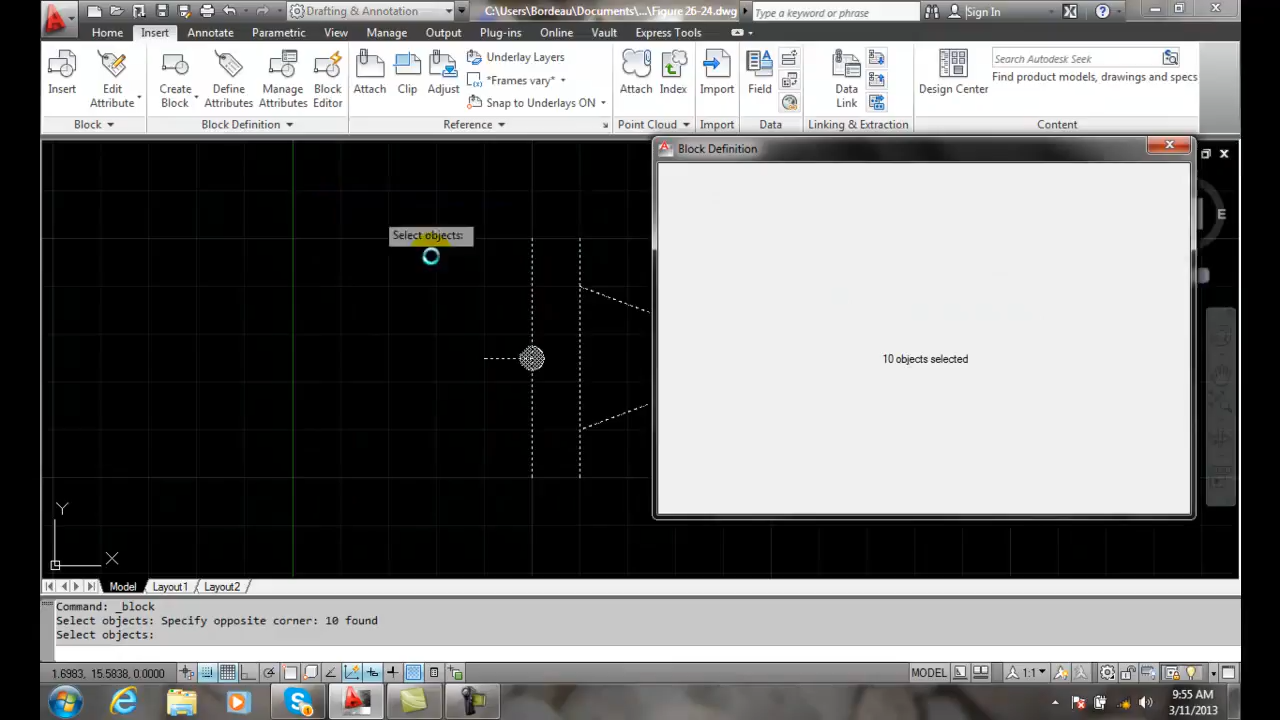 Drafting & Annotation
C:\Users\Bordeau\Documents\...\Figure 26-24.dwg
Type a keyword or phrase
Sign In
Home
Insert
Annotate
Parametric
View
Manage
Output
Plug-ins
Online
Vault
Express Tools
Insert
Edit
Attribute
Block
Create
Block
Define
Attributes
Manage
Attributes
Block
Editor
Block Definition
Attach
Clip
Adjust
Underlay Layers
*Frames vary*
Snap to Underlays ON
Reference
Attach
Index
Point Cloud
Import
Import
Field
Data
Data
Link
Linking & Extraction
Design Center
Search Autodesk Seek
Find product models, drawings and specs
Content
Block Definition
E
Select objects:
10 objects selected
Y
X
Model
Layout1
Layout2
Command: _block
Select objects: Specify opposite corner: 10 found
Select objects:
1.6983, 15.5838, 0.0000
MODEL
1:1
9:55 AM
3/11/2013